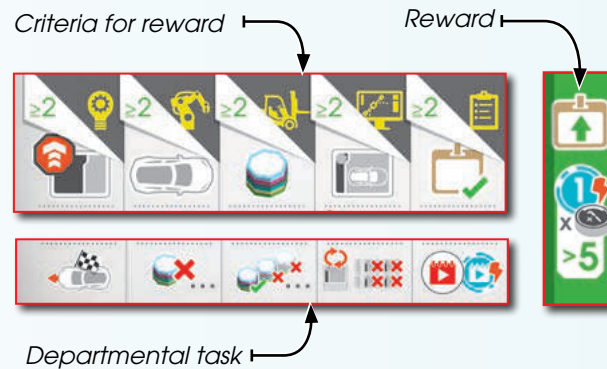 Criteria for reward
Reward
≥2 ≥2 ≥2 ≥2 ≥2
1
x
>5
Departmental task